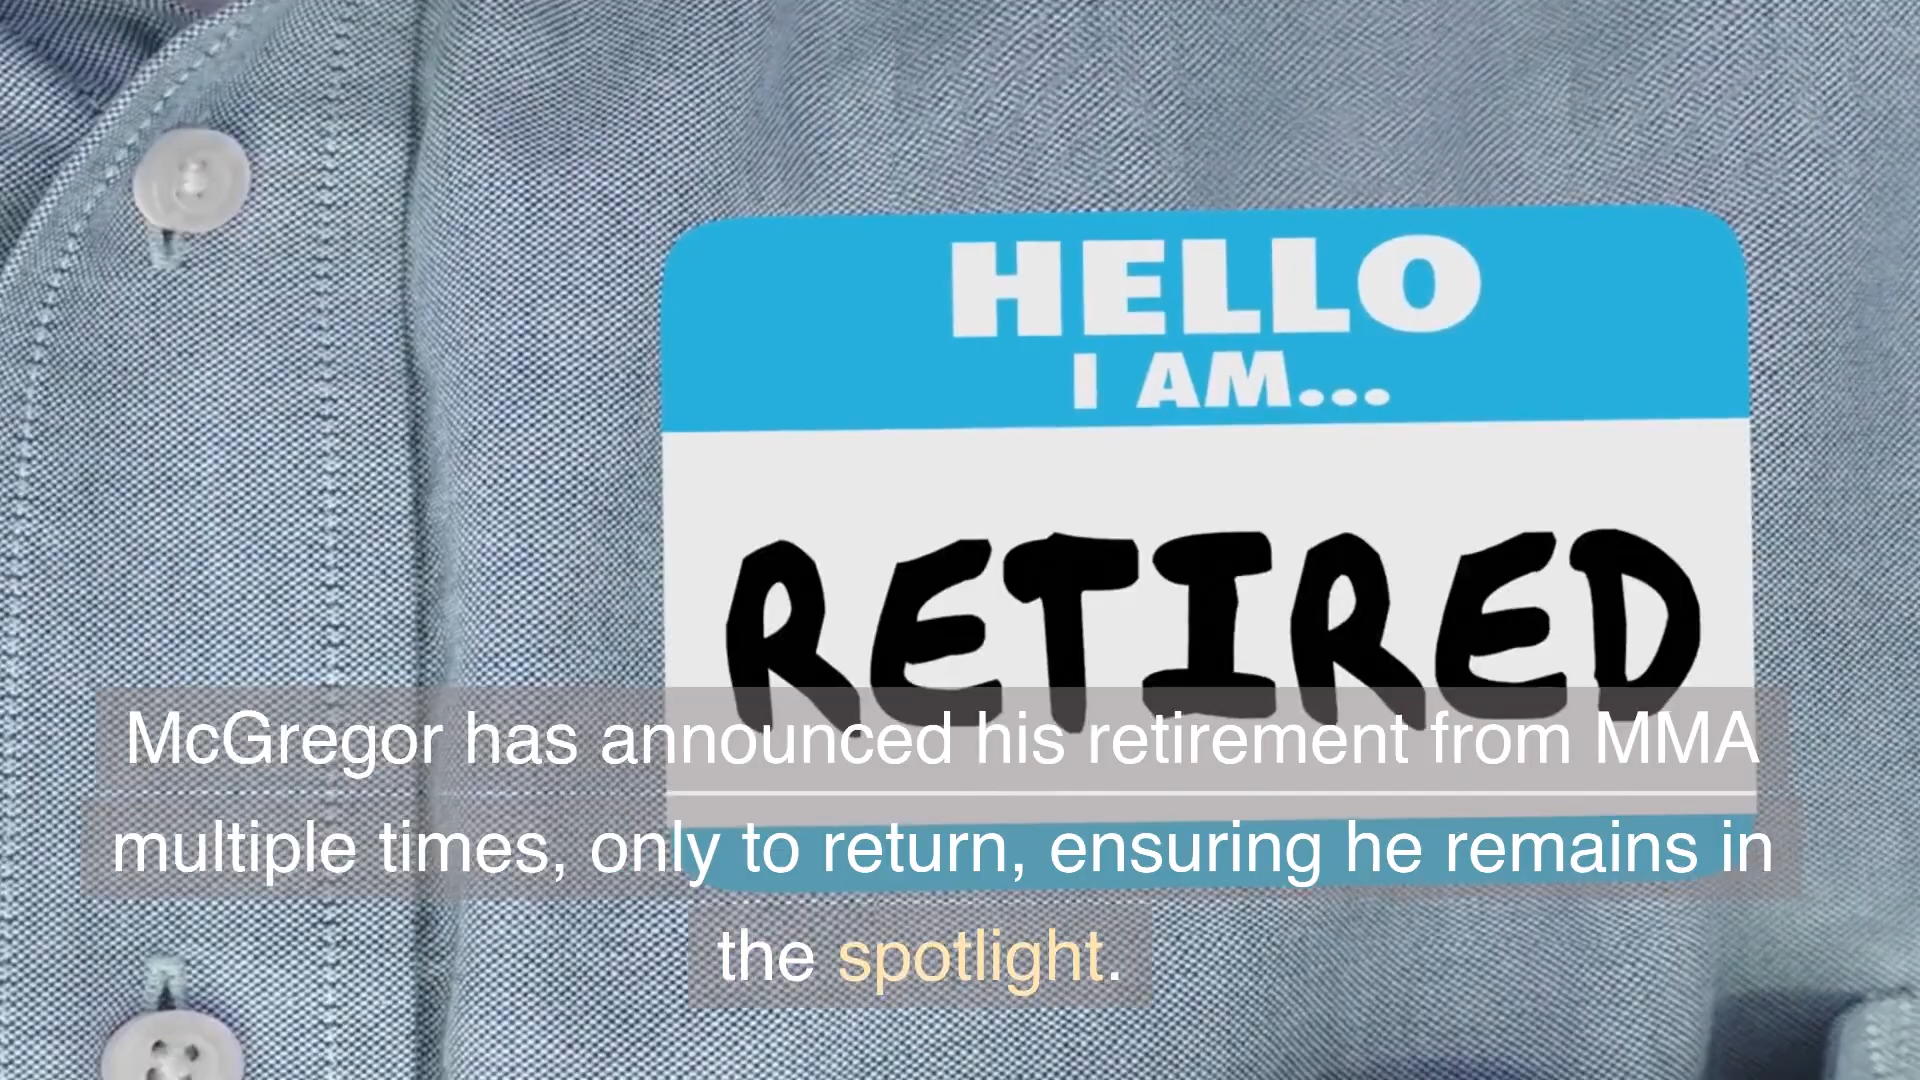 HELLO
I AM...
RETIRED
McGregor has announced his retirement from MMA
multiple times, only to return, ensuring he remains in
the spotlight.